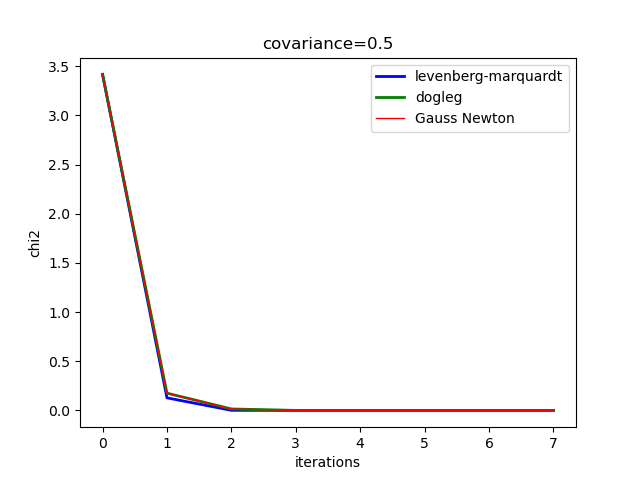 covariance=0.5
levenberg-marquardt
dogleg
Gauss Newton
3.5
3.0
2.5
2.0
1.5
1.0
0.5
0.0
chi2
0 1 2 3 4 5 6 7
iterations